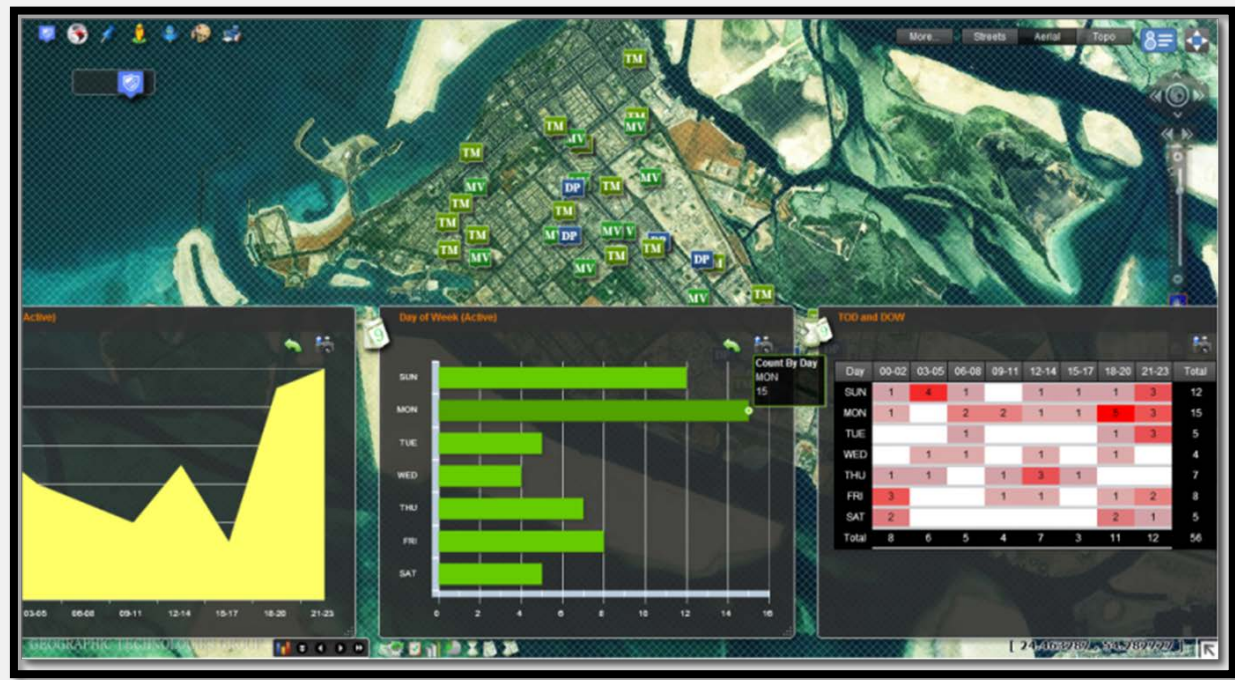 More... Streets Aerial Topo
TM
TM
TM MV MV
TM
MV
MV DP TM
TM TM
TM
TM DP MV V
TM MV TM DP
MV
MV TM
Active)
03-05 06-08 09-11 12-14 15-17 18-20 21-23
Day of Week (Active)
Count By Day
MON
15
SUN
MON
TUE
WED
THU
FRI
SAT
0 2 4 6 8 10 12 14 16
TOD and DOW
Day 00-02 03-05 06-08 09-11 12-14 15-17 18-20 21-23 Total
SUN 1 4 1 1 1 1 3 12
MON 1 2 2 1 1 5 3 15
TUE 1 1 3 5
WED 1 1 1 1 4
THU 1 1 1 3 1 7
FRI 3 1 1 1 2 8
SAT 2 2 1 5
Total 8 6 5 4 7 3 11 12 56
GEOGRAPHIC TECHNOLOGIES GROUP